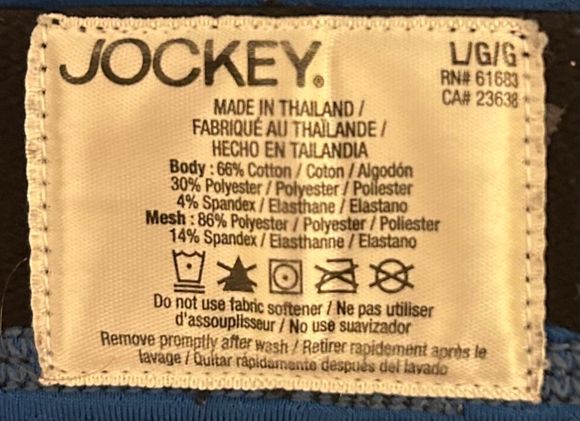 JOCKEY®
L/G/G
RN# 61683
CA# 23638
MADE IN THAILAND /
FABRIQUÉ AU THAÏLANDE /
HECHO EN TAILANDIA
Body : 66% Cotton / Coton / Algodón
30% Polyester / Polyester / Poliester
4% Spandex / Elasthane / Elastano
Mesh : 86% Polyester / Polyester / Poliester
14% Spandex / Elasthanne / Elastano
Do not use fabric softener / Ne pas utiliser
d'assouplisseur / No use suavizador
Remove promptly after wash / Retirer rapidement après le
lavage / Quitar rápidamente después del lavado